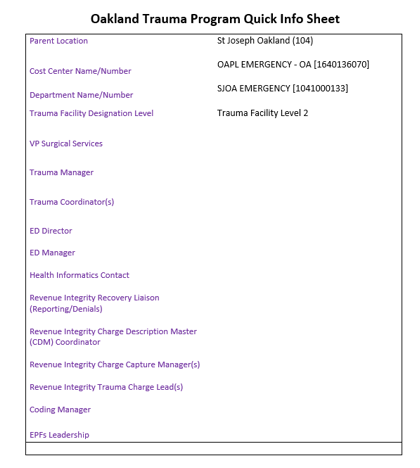 Oakland Trauma Program Quick Info Sheet
Parent Location St Joseph Oakland (104)
Cost Center Name/Number OAPL EMERGENCY - OA [1640136070]
Department Name/Number SJOA EMERGENCY [1041000133]
Trauma Facility Designation Level Trauma Facility Level 2
VP Surgical Services
Trauma Manager
Trauma Coordinator(s)
ED Director
ED Manager
Health Informatics Contact
Revenue Integrity Recovery Liaison
(Reporting/Denials)
Revenue Integrity Charge Description Master
(CDM) Coordinator
Revenue Integrity Charge Capture Manager(s)
Revenue Integrity Trauma Charge Lead(s)
Coding Manager
EPFs Leadership